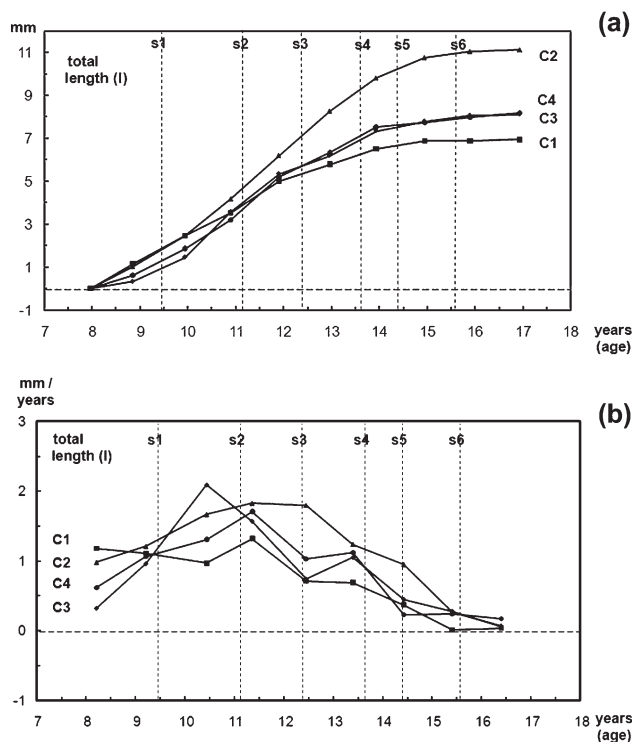 (a)
mm
s1 s2 s3 s4 s5 s6
11
total
length (l)
C2
9
C4
C3
7
C1
5
3
1
-1
7 8 9 10 11 12 13 14 15 16 17 18
years
(age)
mm /
years
(b)
3
total
length (l)
s1 s2 s3 s4 s5 s6
2
C1
1
C2
C4
C3
0
-1
7 8 9 10 11 12 13 14 15 16 17 18 years
(age)